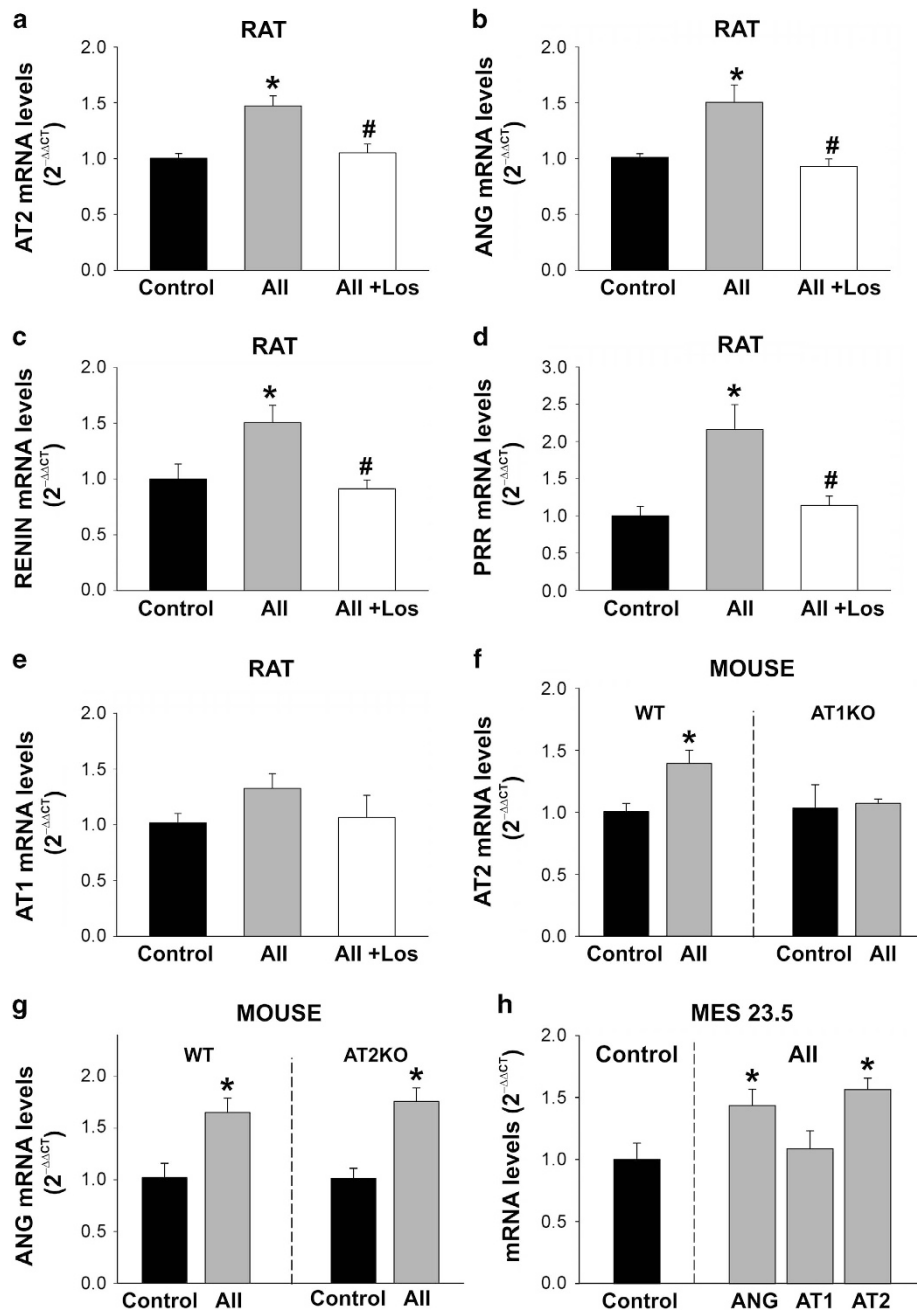 a
RAT
AT2 mRNA levels
(2^-ΔΔCT)
2.0
1.5
1.0
0.5
0.0
*
#
Control AII AII +Los
b
RAT
ANG mRNA levels
(2^-ΔΔCT)
2.0
1.5
1.0
0.5
0.0
*
#
Control AII AII +Los
c
RAT
RENIN mRNA levels
(2^-ΔΔCT)
2.0
1.5
1.0
0.5
0.0
*
#
Control AII AII +Los
d
RAT
PRR mRNA levels
(2^-ΔΔCT)
3.0
2.5
2.0
1.5
1.0
0.5
0.0
*
#
Control AII AII +Los
e
RAT
AT1 mRNA levels
(2^-ΔΔCT)
2.0
1.5
1.0
0.5
0.0
Control AII AII +Los
f
MOUSE
WT AT1KO
AT2 mRNA levels
(2^-ΔΔCT)
2.0
1.5
1.0
0.5
0.0
*
Control AII Control AII
g
MOUSE
WT AT2KO
ANG mRNA levels
(2^-ΔΔCT)
2.0
1.5
1.0
0.5
0.0
* *
Control AII Control AII
h
MES 23.5
Control AII
mRNA levels (2^-ΔΔCT)
2.0
1.5
1.0
0.5
0.0
* *
Control ANG AT1 AT2